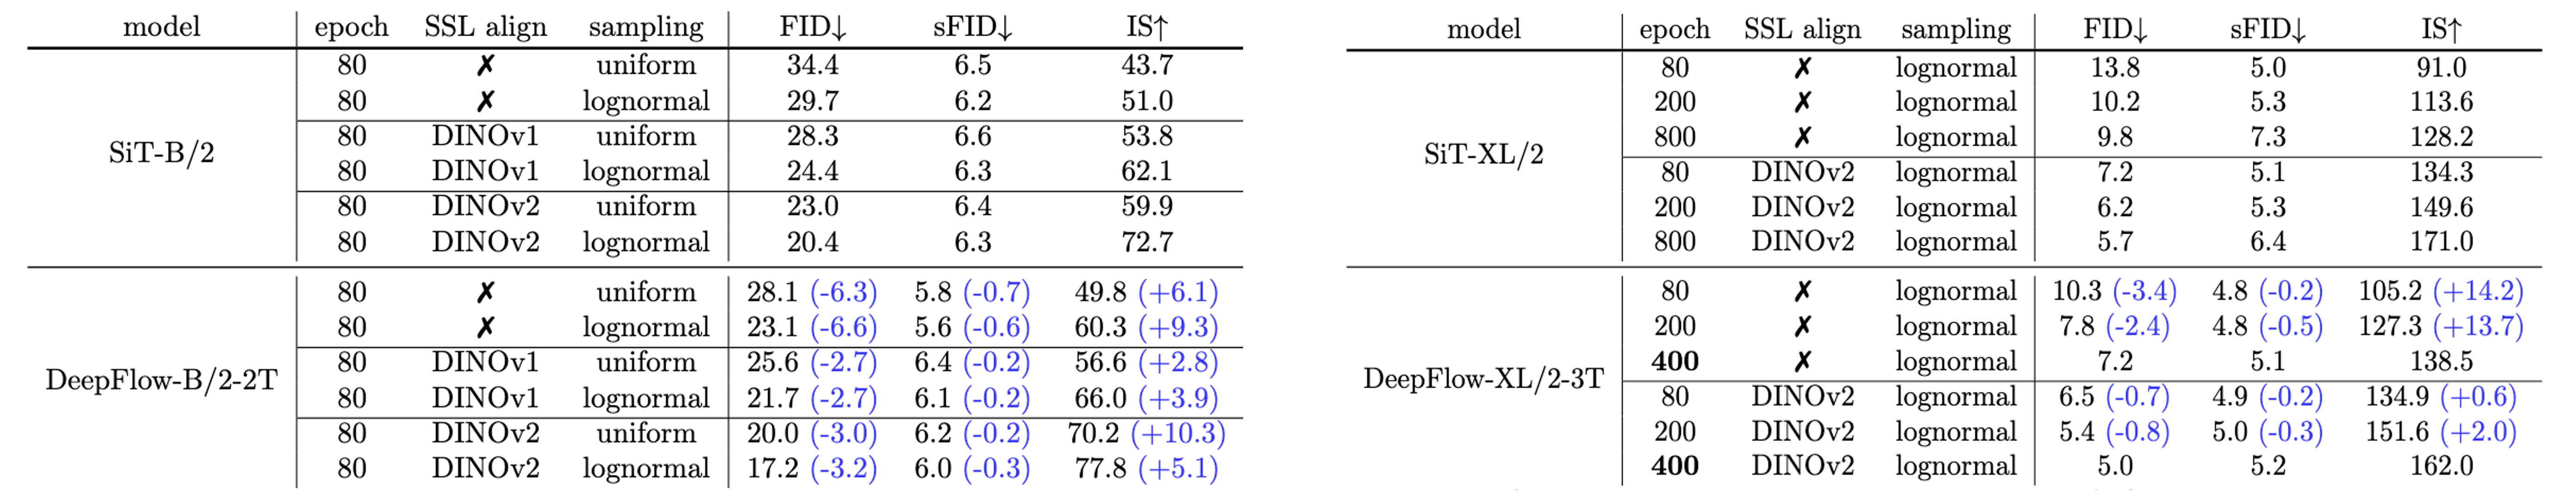 model epoch SSL align sampling FID↓ sFID↓ IS↑
SiT-B/2
80 ✗ uniform 34.4 6.5 43.7
80 ✗ lognormal 29.7 6.2 51.0
80 DINOv1 uniform 28.3 6.6 53.8
80 DINOv1 lognormal 24.4 6.3 62.1
80 DINOv2 uniform 23.0 6.4 59.9
80 DINOv2 lognormal 20.4 6.3 72.7
DeepFlow-B/2-2T
80 ✗ uniform 28.1 (-6.3) 5.8 (-0.7) 49.8 (+6.1)
80 ✗ lognormal 23.1 (-6.6) 5.6 (-0.6) 60.3 (+9.3)
80 DINOv1 uniform 25.6 (-2.7) 6.4 (-0.2) 56.6 (+2.8)
80 DINOv1 lognormal 21.7 (-2.7) 6.1 (-0.2) 66.0 (+3.9)
80 DINOv2 uniform 20.0 (-3.0) 6.2 (-0.2) 70.2 (+10.3)
80 DINOv2 lognormal 17.2 (-3.2) 6.0 (-0.3) 77.8 (+5.1)
model epoch SSL align sampling FID↓ sFID↓ IS↑
SiT-XL/2
80 ✗ lognormal 13.8 5.0 91.0
200 ✗ lognormal 10.2 5.3 113.6
800 ✗ lognormal 9.8 7.3 128.2
80 DINOv2 lognormal 7.2 5.1 134.3
200 DINOv2 lognormal 6.2 5.3 149.6
800 DINOv2 lognormal 5.7 6.4 171.0
DeepFlow-XL/2-3T
80 ✗ lognormal 10.3 (-3.4) 4.8 (-0.2) 105.2 (+14.2)
200 ✗ lognormal 7.8 (-2.4) 4.8 (-0.5) 127.3 (+13.7)
400 ✗ lognormal 7.2 5.1 138.5
80 DINOv2 lognormal 6.5 (-0.7) 4.9 (-0.2) 134.9 (+0.6)
200 DINOv2 lognormal 5.4 (-0.8) 5.0 (-0.3) 151.6 (+2.0)
400 DINOv2 lognormal 5.0 5.2 162.0